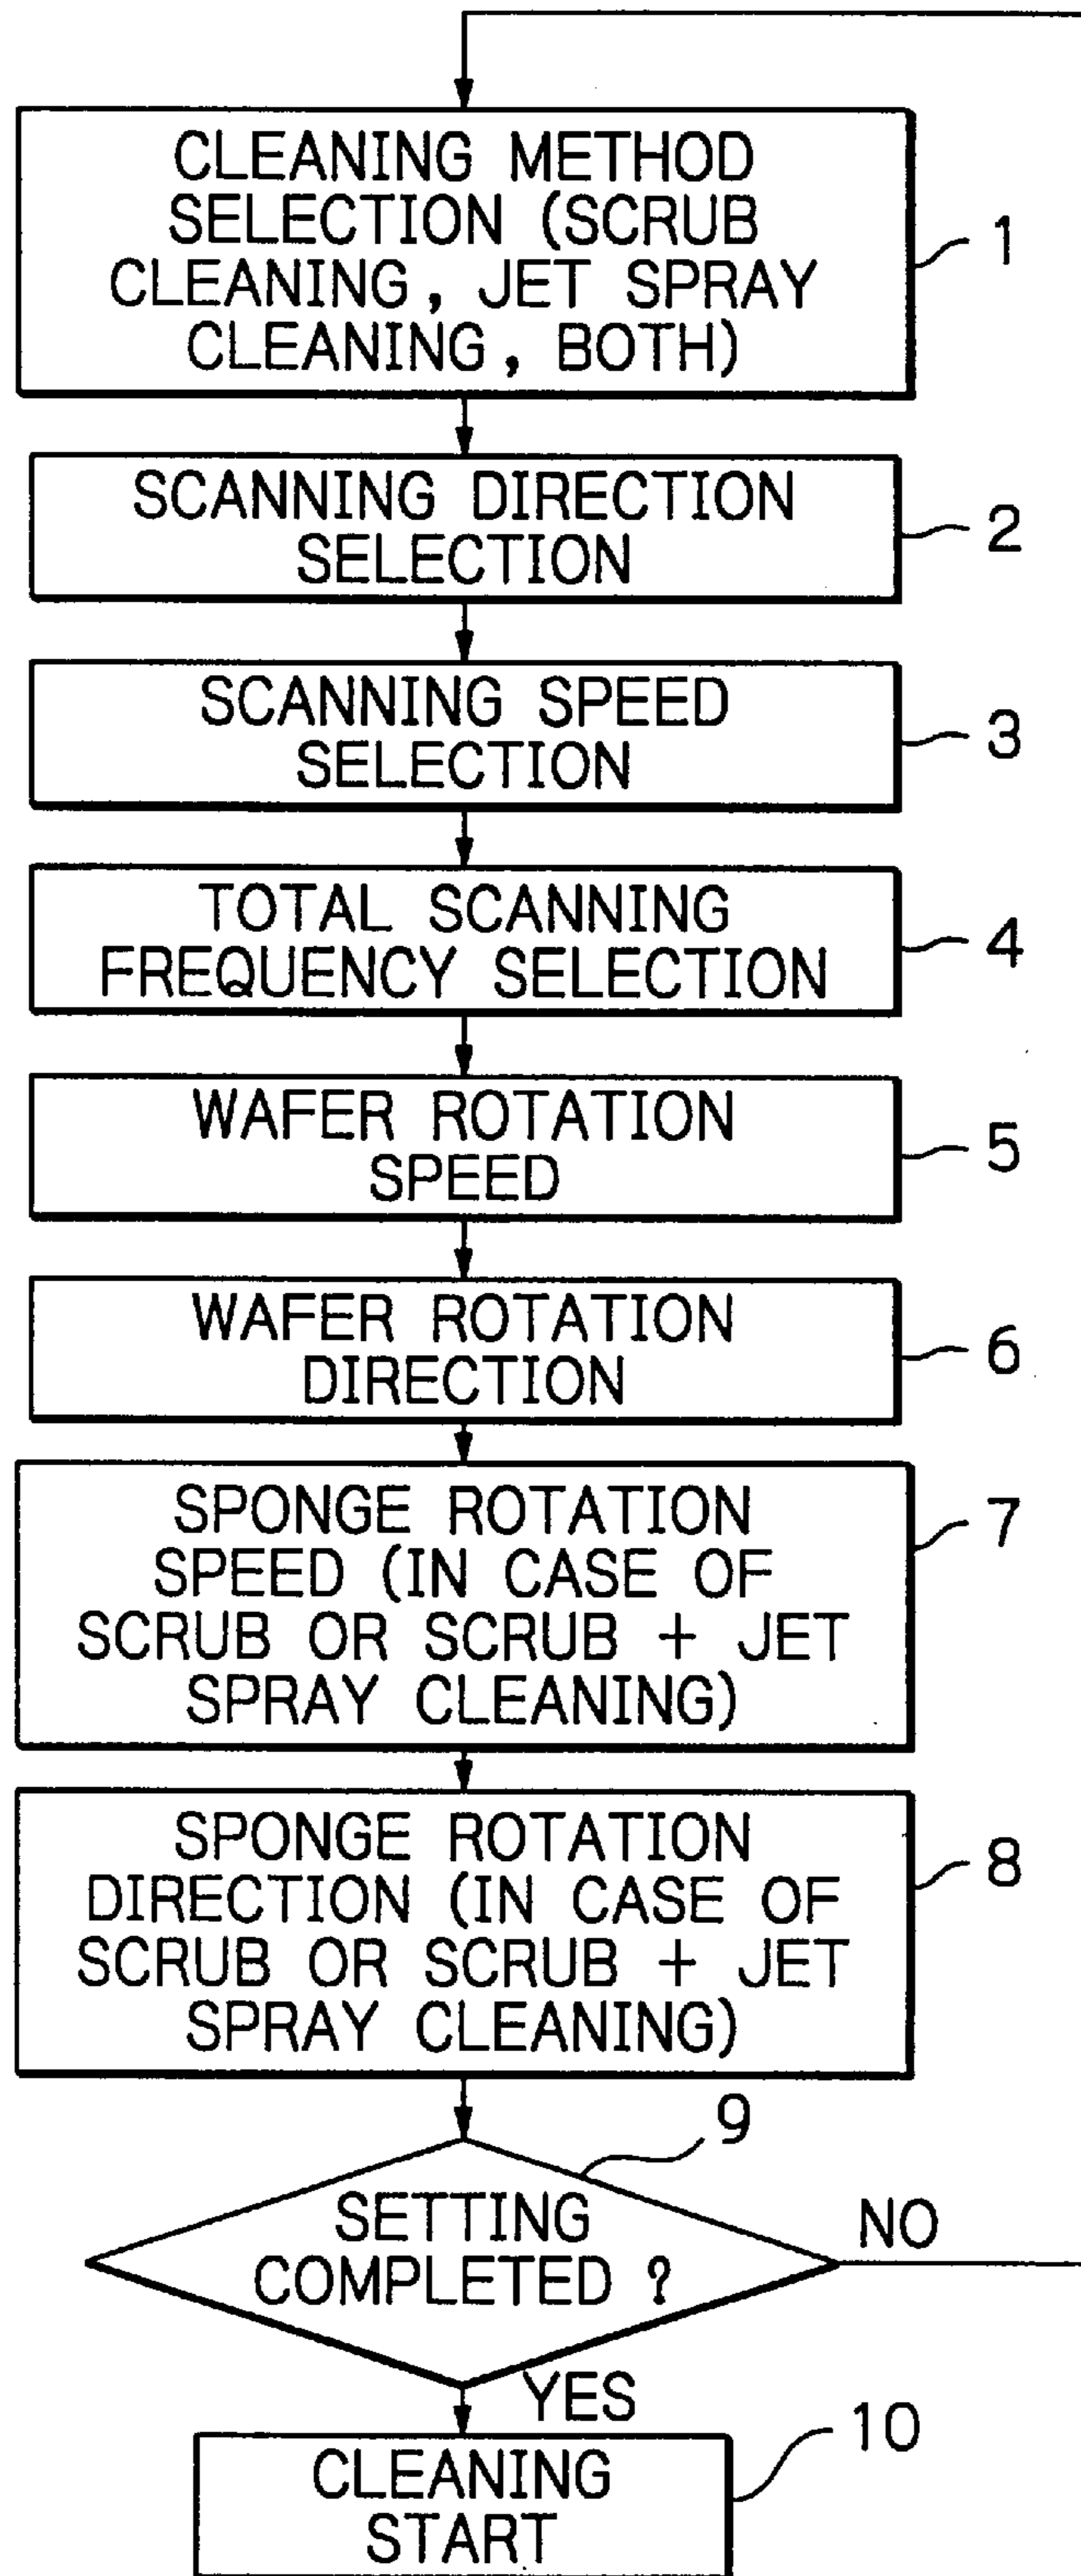 CLEANING METHOD
SELECTION (SCRUB
CLEANING, JET SPRAY
CLEANING, BOTH)
1
SCANNING DIRECTION
SELECTION
2
SCANNING SPEED
SELECTION
3
TOTAL SCANNING
FREQUENCY SELECTION
4
WAFER ROTATION
SPEED
5
WAFER ROTATION
DIRECTION
6
SPONGE ROTATION
SPEED (IN CASE OF
SCRUB OR SCRUB + JET
SPRAY CLEANING)
7
SPONGE ROTATION
DIRECTION (IN CASE OF
SCRUB OR SCRUB + JET
SPRAY CLEANING)
8
9
SETTING
COMPLETED ?
NO
YES
10
CLEANING
START